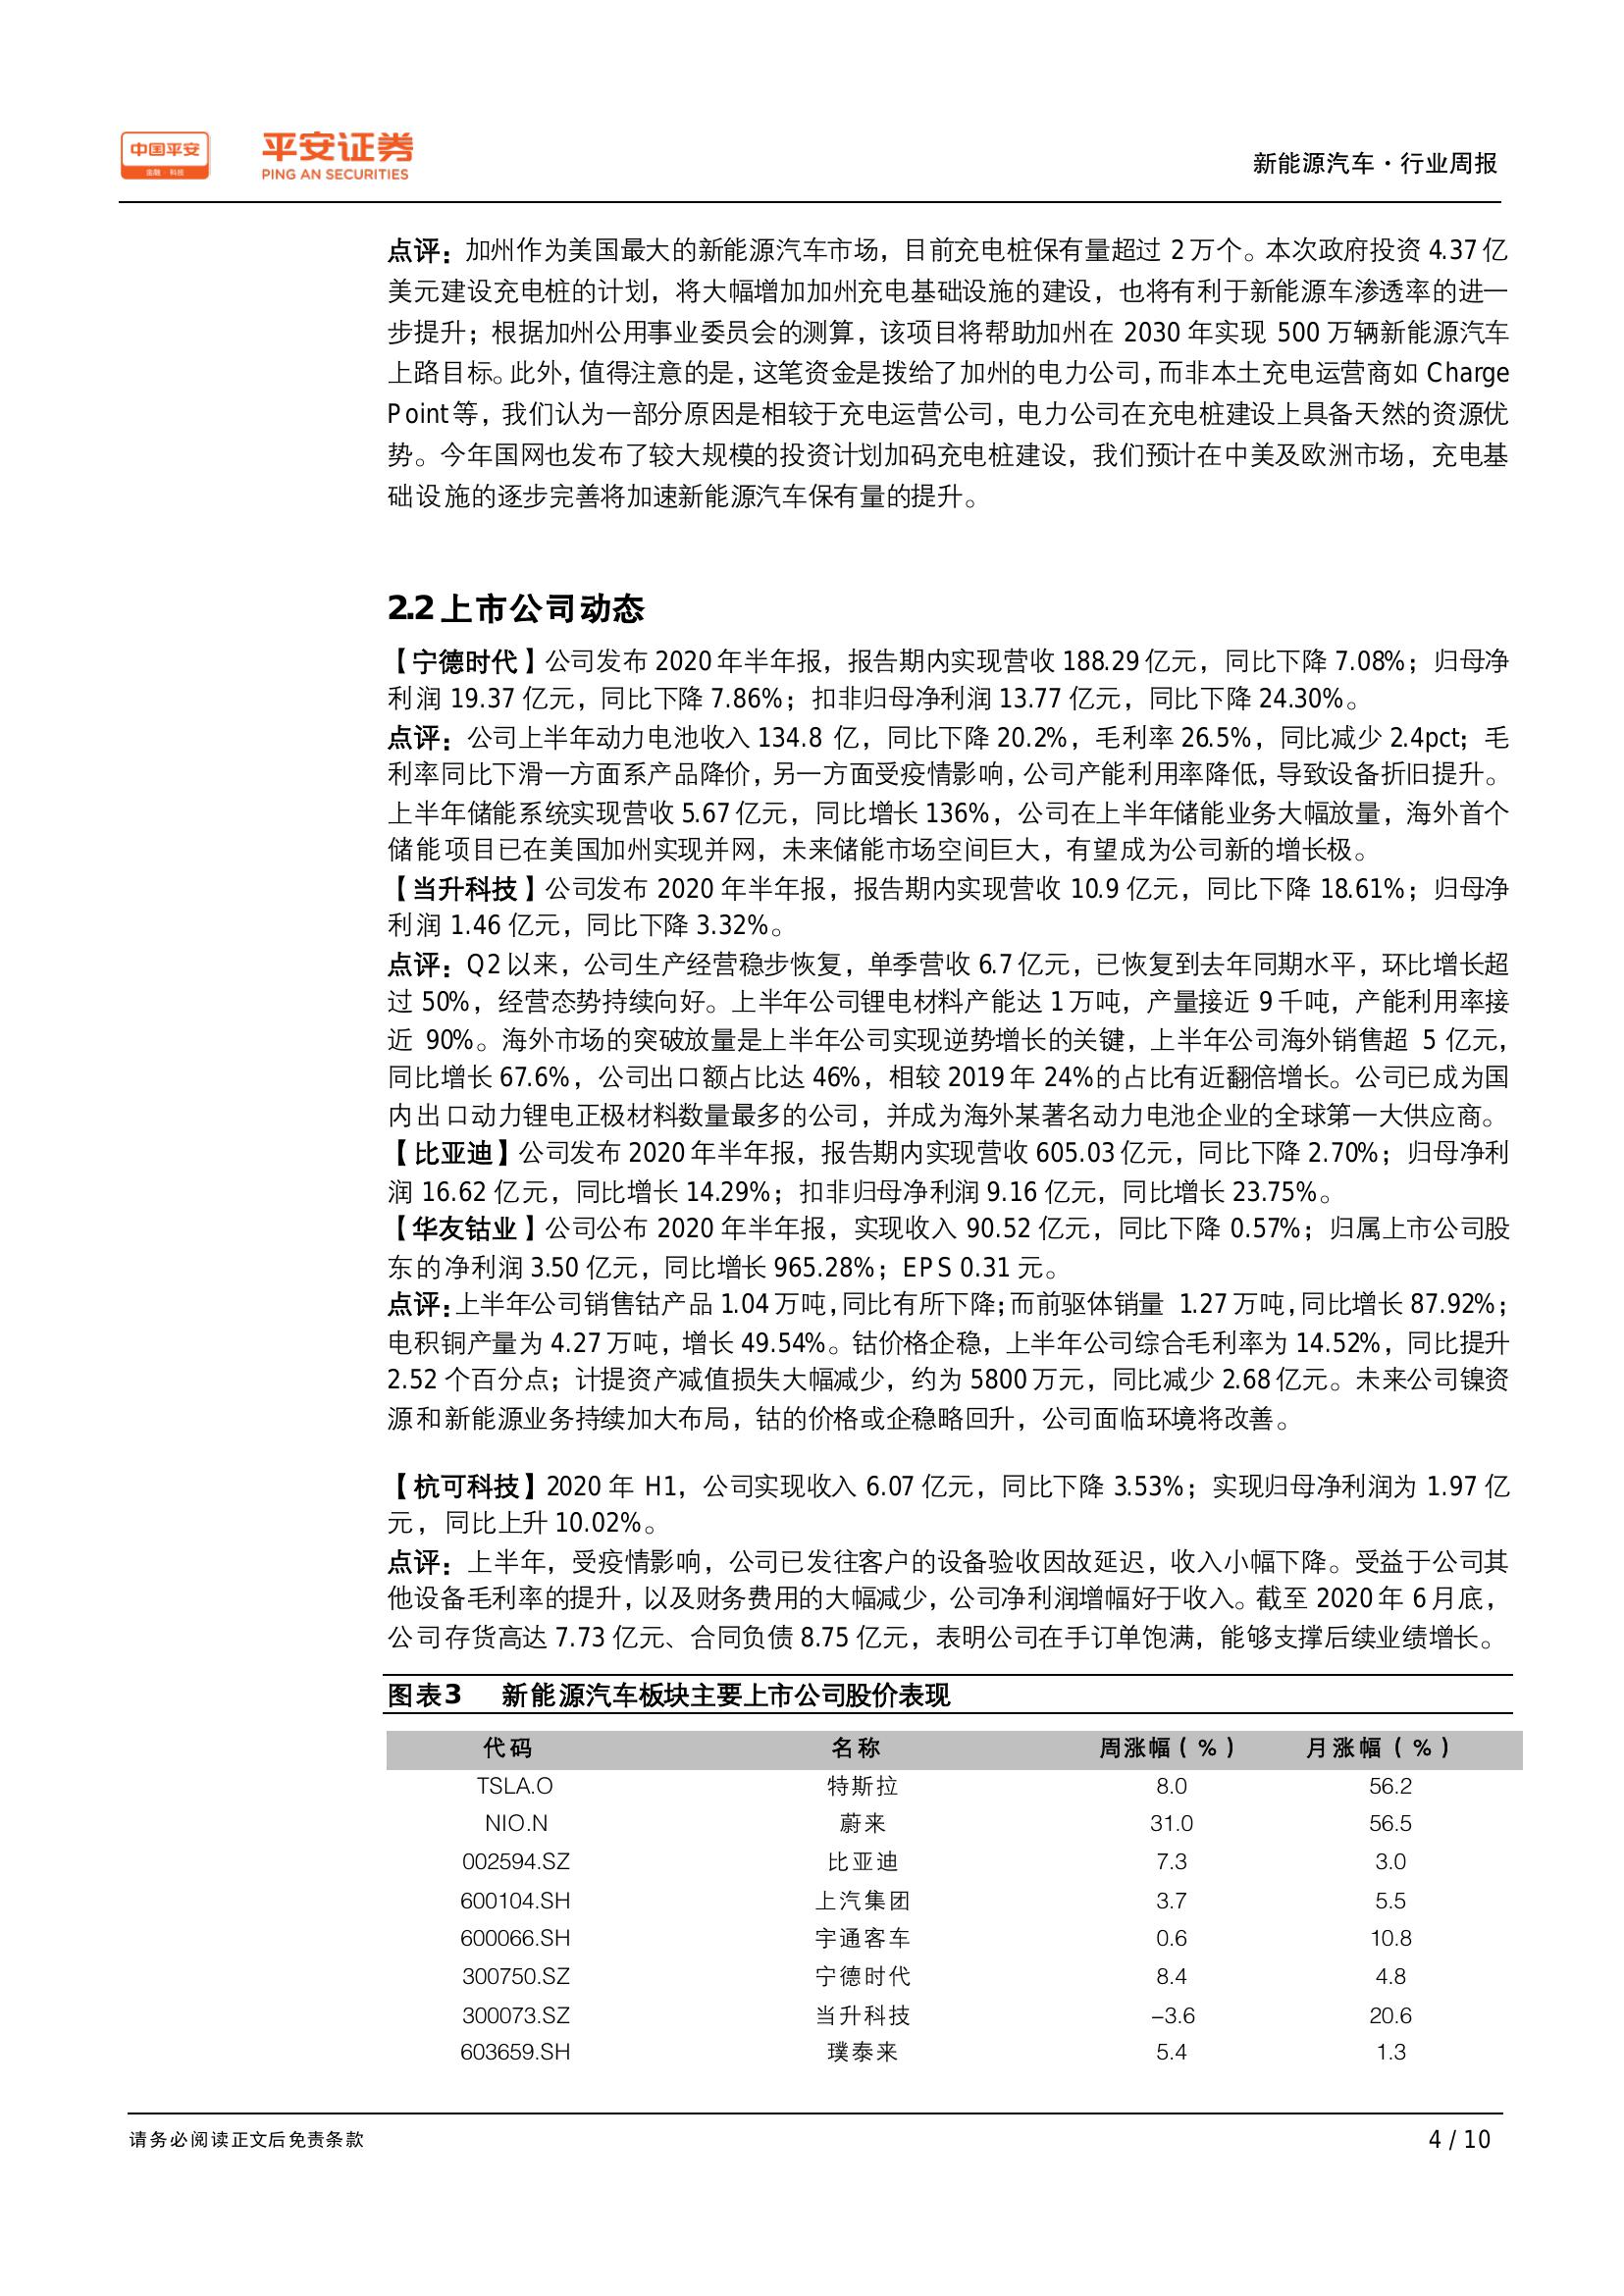 中国平安
金融·科技
平安证券
PING AN SECURITIES
新能源汽车·行业周报
点评：加州作为美国最大的新能源汽车市场，目前充电桩保有量超过 2 万个。本次政府投资 4.37 亿
美元建设充电桩的计划，将大幅增加加州充电基础设施的建设，也将有利于新能源车渗透率的进一
步提升；根据加州公用事业委员会的测算，该项目将帮助加州在 2030 年实现 500 万辆新能源汽车
上路目标。此外，值得注意的是，这笔资金是拨给了加州的电力公司，而非本土充电运营商如 Charge
Point 等，我们认为一部分原因是相较于充电运营公司，电力公司在充电桩建设上具备天然的资源优
势。今年国网也发布了较大规模的投资计划加码充电桩建设，我们预计在中美及欧洲市场，充电基
础设施的逐步完善将加速新能源汽车保有量的提升。
2.2 上市公司动态
【宁德时代】公司发布 2020 年半年报，报告期内实现营收 188.29 亿元，同比下降 7.08%；归母净
利润 19.37 亿元，同比下降 7.86%；扣非归母净利润 13.77 亿元，同比下降 24.30%。
点评：公司上半年动力电池收入 134.8 亿，同比下降 20.2%，毛利率 26.5%，同比减少 2.4pct；毛
利率同比下滑一方面系产品降价，另一方面受疫情影响，公司产能利用率降低，导致设备折旧提升。
上半年储能系统实现营收 5.67 亿元，同比增长 136%，公司在上半年储能业务大幅放量，海外首个
储能项目已在美国加州实现并网，未来储能市场空间巨大，有望成为公司新的增长极。
【当升科技】公司发布 2020 年半年报，报告期内实现营收 10.9 亿元，同比下降 18.61%；归母净
利润 1.46 亿元，同比下降 3.32%。
点评：Q2 以来，公司生产经营稳步恢复，单季营收 6.7 亿元，已恢复到去年同期水平，环比增长超
过 50%，经营态势持续向好。上半年公司锂电材料产能达 1 万吨，产量接近 9 千吨，产能利用率接
近 90%。海外市场的突破放量是上半年公司实现逆势增长的关键，上半年公司海外销售超 5 亿元，
同比增长 67.6%，公司出口额占比达 46%，相较 2019 年 24%的占比有近翻倍增长。公司已成为国
内出口动力锂电正极材料数量最多的公司，并成为海外某著名动力电池企业的全球第一大供应商。
【比亚迪】公司发布 2020 年半年报，报告期内实现营收 605.03 亿元，同比下降 2.70%；归母净利
润 16.62 亿元，同比增长 14.29%；扣非归母净利润 9.16 亿元，同比增长 23.75%。
【华友钴业】公司公布 2020 年半年报，实现收入 90.52 亿元，同比下降 0.57%；归属上市公司股
东的净利润 3.50 亿元，同比增长 965.28%；EPS 0.31 元。
点评：上半年公司销售钴产品 1.04 万吨，同比有所下降；而前驱体销量 1.27 万吨，同比增长 87.92%；
电积铜产量为 4.27 万吨，增长 49.54%。钴价格企稳，上半年公司综合毛利率为 14.52%，同比提升
2.52 个百分点；计提资产减值损失大幅减少，约为 5800 万元，同比减少 2.68 亿元。未来公司镍资
源和新能源业务持续加大布局，钴的价格或企稳略回升，公司面临环境将改善。
【杭可科技】2020 年 H1，公司实现收入 6.07 亿元，同比下降 3.53%；实现归母净利润为 1.97 亿
元，同比上升 10.02%。
点评：上半年，受疫情影响，公司已发往客户的设备验收因故延迟，收入小幅下降。受益于公司其
他设备毛利率的提升，以及财务费用的大幅减少，公司净利润增幅好于收入。截至 2020 年 6 月底，
公司存货高达 7.73 亿元、合同负债 8.75 亿元，表明公司在手订单饱满，能够支撑后续业绩增长。
图表3 新能源汽车板块主要上市公司股价表现
代码 名称 周涨幅（%） 月涨幅（%）
TSLA.O 特斯拉 8.0 56.2
NIO.N 蔚来 31.0 56.5
002594.SZ 比亚迪 7.3 3.0
600104.SH 上汽集团 3.7 5.5
600066.SH 宇通客车 0.6 10.8
300750.SZ 宁德时代 8.4 4.8
300073.SZ 当升科技 -3.6 20.6
603659.SH 璞泰来 5.4 1.3
请务必阅读正文后免责条款
4 / 10